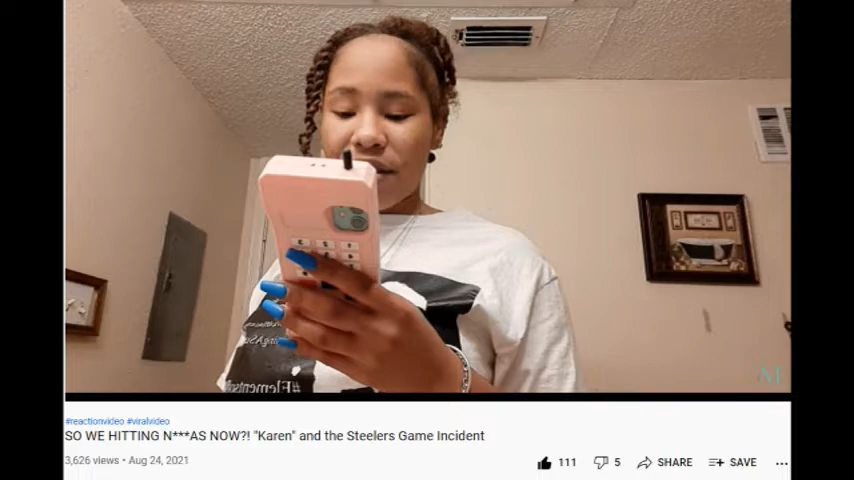 #Elements
M
#reactionvideo #viralvideo
SO WE HITTING N***AS NOW?! "Karen" and the Steelers Game Incident
3,626 views • Aug 24, 2021
111 5 SHARE SAVE